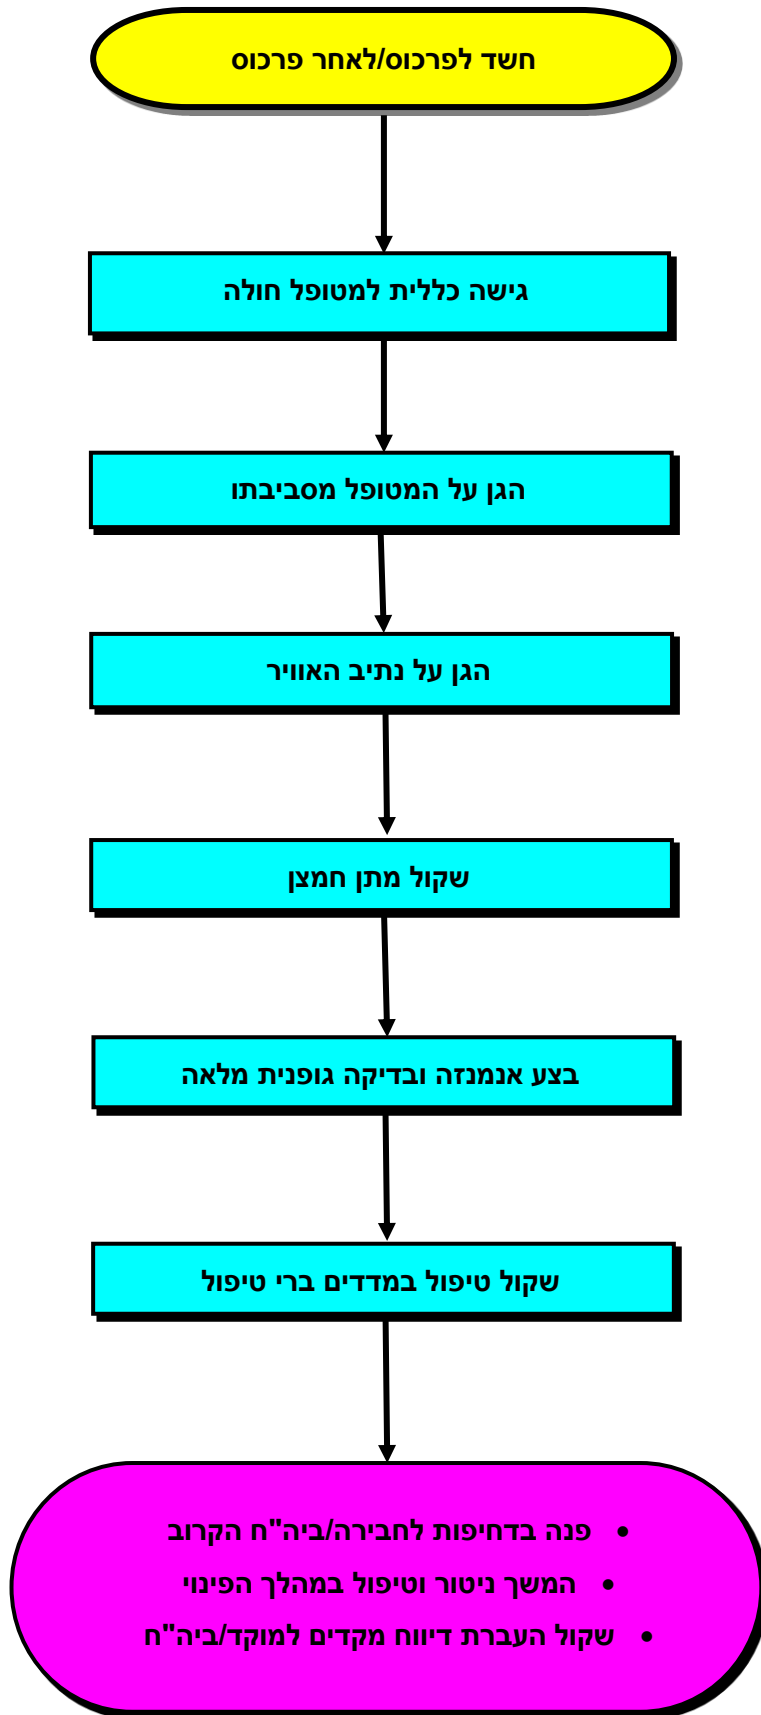 חשד לפרכוס/לאחר פרכוס
גישה כללית למטופל חולה
הגן על המטופל מסביבתו
הגן על נתיב האוויר
שקול מתן חמצן
בצע אנמנזה ובדיקה גופנית מלאה
שקול טיפול במדדים ברי טיפול
• פנה בדחיפות לחבירה/ביה"ח הקרוב
• המשך ניטור וטיפול במהלך הפינוי
• שקול העברת דיווח מקדים למוקד/ביה"ח